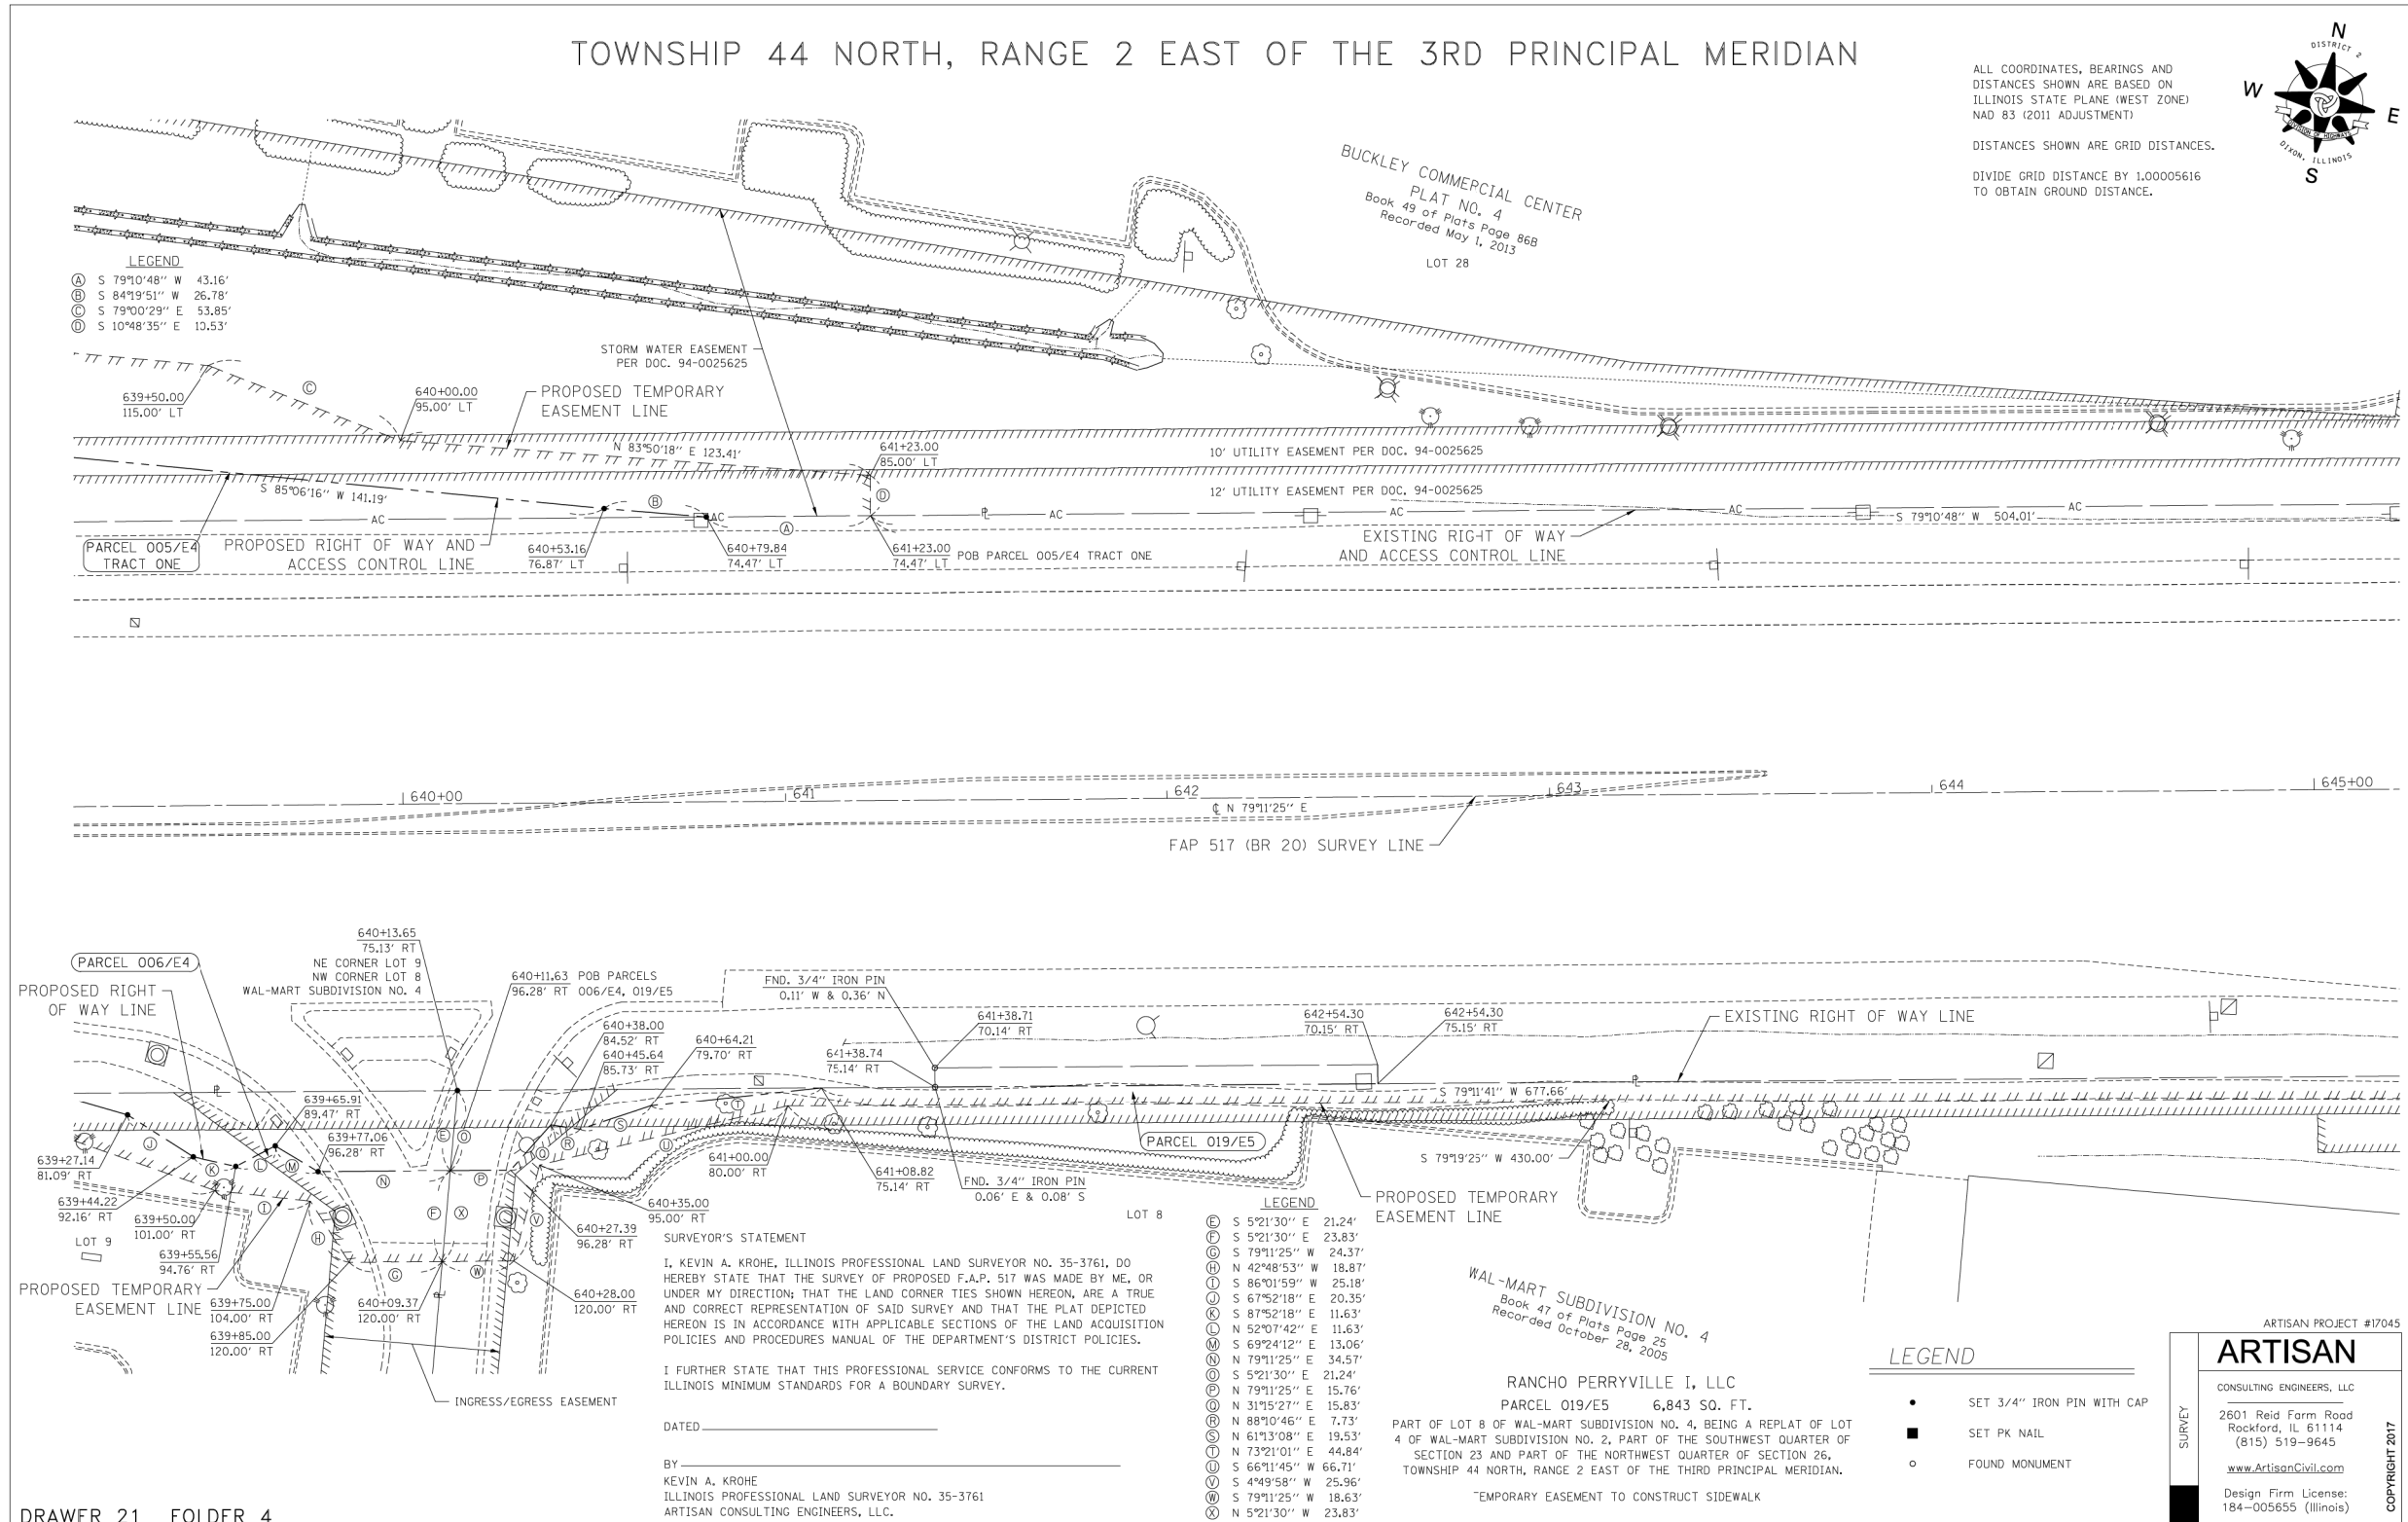 TOWNSHIP 44 NORTH, RANGE 2 EAST OF THE 3RD PRINCIPAL MERIDIAN
ALL COORDINATES, BEARINGS AND
DISTANCES SHOWN ARE BASED ON
ILLINOIS STATE PLANE (WEST ZONE)
NAD 83 (2011 ADJUSTMENT)
DISTANCES SHOWN ARE GRID DISTANCES.
DIVIDE GRID DISTANCE BY 1.00005616
TO OBTAIN GROUND DISTANCE.
N
DISTRICT 2
W
E
DIVISION OF HIGHWAYS
DIXON, ILLINOIS
S
BUCKLEY COMMERCIAL CENTER
PLAT NO. 4
Book 49 of Plats Page 86B
Recorded May 1, 2013
LOT 28
LEGEND
A S 79°10'48" W 43.16'
B S 84°19'51" W 26.78'
C S 79°00'29" E 53.85'
D S 10°48'35" E 10.53'
STORM WATER EASEMENT
PER DOC. 94-0025625
C
639+50.00
115.00' LT
640+00.00
95.00' LT
PROPOSED TEMPORARY
EASEMENT LINE
N 83°50'18" E 123.41'
641+23.00
85.00' LT
10' UTILITY EASEMENT PER DOC. 94-0025625
S 85°06'16" W 141.19'
B
D
12' UTILITY EASEMENT PER DOC. 94-0025625
AC
AC
A
AC
AC
AC
AC
S 79°10'48" W 504.01'
PARCEL 005/E4
TRACT ONE
PROPOSED RIGHT OF WAY AND
ACCESS CONTROL LINE
640+53.16
76.87' LT
640+79.84
74.47' LT
641+23.00
74.47' LT
POB PARCEL 005/E4 TRACT ONE
EXISTING RIGHT OF WAY
AND ACCESS CONTROL LINE
640+00
641
642
643
644
645+00
℄ N 79°11'25" E
FAP 517 (BR 20) SURVEY LINE
PARCEL 006/E4
PROPOSED RIGHT
OF WAY LINE
640+13.65
75.13' RT
NE CORNER LOT 9
NW CORNER LOT 8
WAL-MART SUBDIVISION NO. 4
640+11.63 POB PARCELS
96.28' RT 006/E4, 019/E5
FND. 3/4" IRON PIN
0.11' W & 0.36' N
640+38.00
84.52' RT
640+45.64
85.73' RT
640+64.21
79.70' RT
641+38.71
70.14' RT
641+38.74
75.14' RT
642+54.30
70.15' RT
642+54.30
75.15' RT
EXISTING RIGHT OF WAY LINE
S 79°11'41" W 677.66'
639+65.91
89.47' RT
639+77.06
96.28' RT
639+27.14
81.09' RT
639+44.22
92.16' RT
639+50.00
101.00' RT
639+55.56
94.76' RT
LOT 9
PROPOSED TEMPORARY
EASEMENT LINE
639+75.00
104.00' RT
639+85.00
120.00' RT
640+09.37
120.00' RT
J
K
L
M
I
H
N
E
O
F
X
G
P
W
V
Q
R
S
T
U
640+28.00
120.00' RT
640+27.39
96.28' RT
640+35.00
95.00' RT
641+00.00
80.00' RT
641+08.82
75.14' RT
FND. 3/4" IRON PIN
0.06' E & 0.08' S
PARCEL 019/E5
S 79°19'25" W 430.00'
LOT 8
PROPOSED TEMPORARY
EASEMENT LINE
INGRESS/EGRESS EASEMENT
SURVEYOR'S STATEMENT
I, KEVIN A. KROHE, ILLINOIS PROFESSIONAL LAND SURVEYOR NO. 35-3761, DO
HEREBY STATE THAT THE SURVEY OF PROPOSED F.A.P. 517 WAS MADE BY ME, OR
UNDER MY DIRECTION; THAT THE LAND CORNER TIES SHOWN HEREON, ARE A TRUE
AND CORRECT REPRESENTATION OF SAID SURVEY AND THAT THE PLAT DEPICTED
HEREON IS IN ACCORDANCE WITH APPLICABLE SECTIONS OF THE LAND ACQUISITION
POLICIES AND PROCEDURES MANUAL OF THE DEPARTMENT'S DISTRICT POLICIES.
I FURTHER STATE THAT THIS PROFESSIONAL SERVICE CONFORMS TO THE CURRENT
ILLINOIS MINIMUM STANDARDS FOR A BOUNDARY SURVEY.
DATED
BY
KEVIN A. KROHE
ILLINOIS PROFESSIONAL LAND SURVEYOR NO. 35-3761
ARTISAN CONSULTING ENGINEERS, LLC.
LEGEND
E S 5°21'30" E 21.24'
F S 5°21'30" E 23.83'
G S 79°11'25" W 24.37'
H N 42°48'53" W 18.87'
I S 86°01'59" W 25.18'
J S 67°52'18" E 20.35'
K S 87°52'18" E 11.63'
L N 52°07'42" E 11.63'
M S 69°24'12" E 13.06'
N N 79°11'25" E 34.57'
O S 5°21'30" E 21.24'
P N 79°11'25" E 15.76'
Q N 31°15'27" E 15.83'
R N 88°10'46" E 7.73'
S N 61°13'08" E 19.53'
T N 73°21'01" E 44.84'
U S 66°11'45" W 66.71'
V S 4°49'58" W 25.96'
W S 79°11'25" W 18.63'
X N 5°21'30" W 23.83'
WAL-MART SUBDIVISION NO. 4
Book 47 of Plats Page 25
Recorded October 28, 2005
RANCHO PERRYVILLE I, LLC
PARCEL 019/E5 6,843 SQ. FT.
PART OF LOT 8 OF WAL-MART SUBDIVISION NO. 4, BEING A REPLAT OF LOT
4 OF WAL-MART SUBDIVISION NO. 2, PART OF THE SOUTHWEST QUARTER OF
SECTION 23 AND PART OF THE NORTHWEST QUARTER OF SECTION 26,
TOWNSHIP 44 NORTH, RANGE 2 EAST OF THE THIRD PRINCIPAL MERIDIAN.
TEMPORARY EASEMENT TO CONSTRUCT SIDEWALK
LEGEND
SET 3/4" IRON PIN WITH CAP
SET PK NAIL
FOUND MONUMENT
ARTISAN PROJECT #17045
SURVEY
ARTISAN
CONSULTING ENGINEERS, LLC
2601 Reid Farm Road
Rockford, IL 61114
(815) 519-9645
www.ArtisanCivil.com
Design Firm License:
184-005655 (Illinois)
COPYRIGHT 2017
DRAWER 21 FOLDER 4